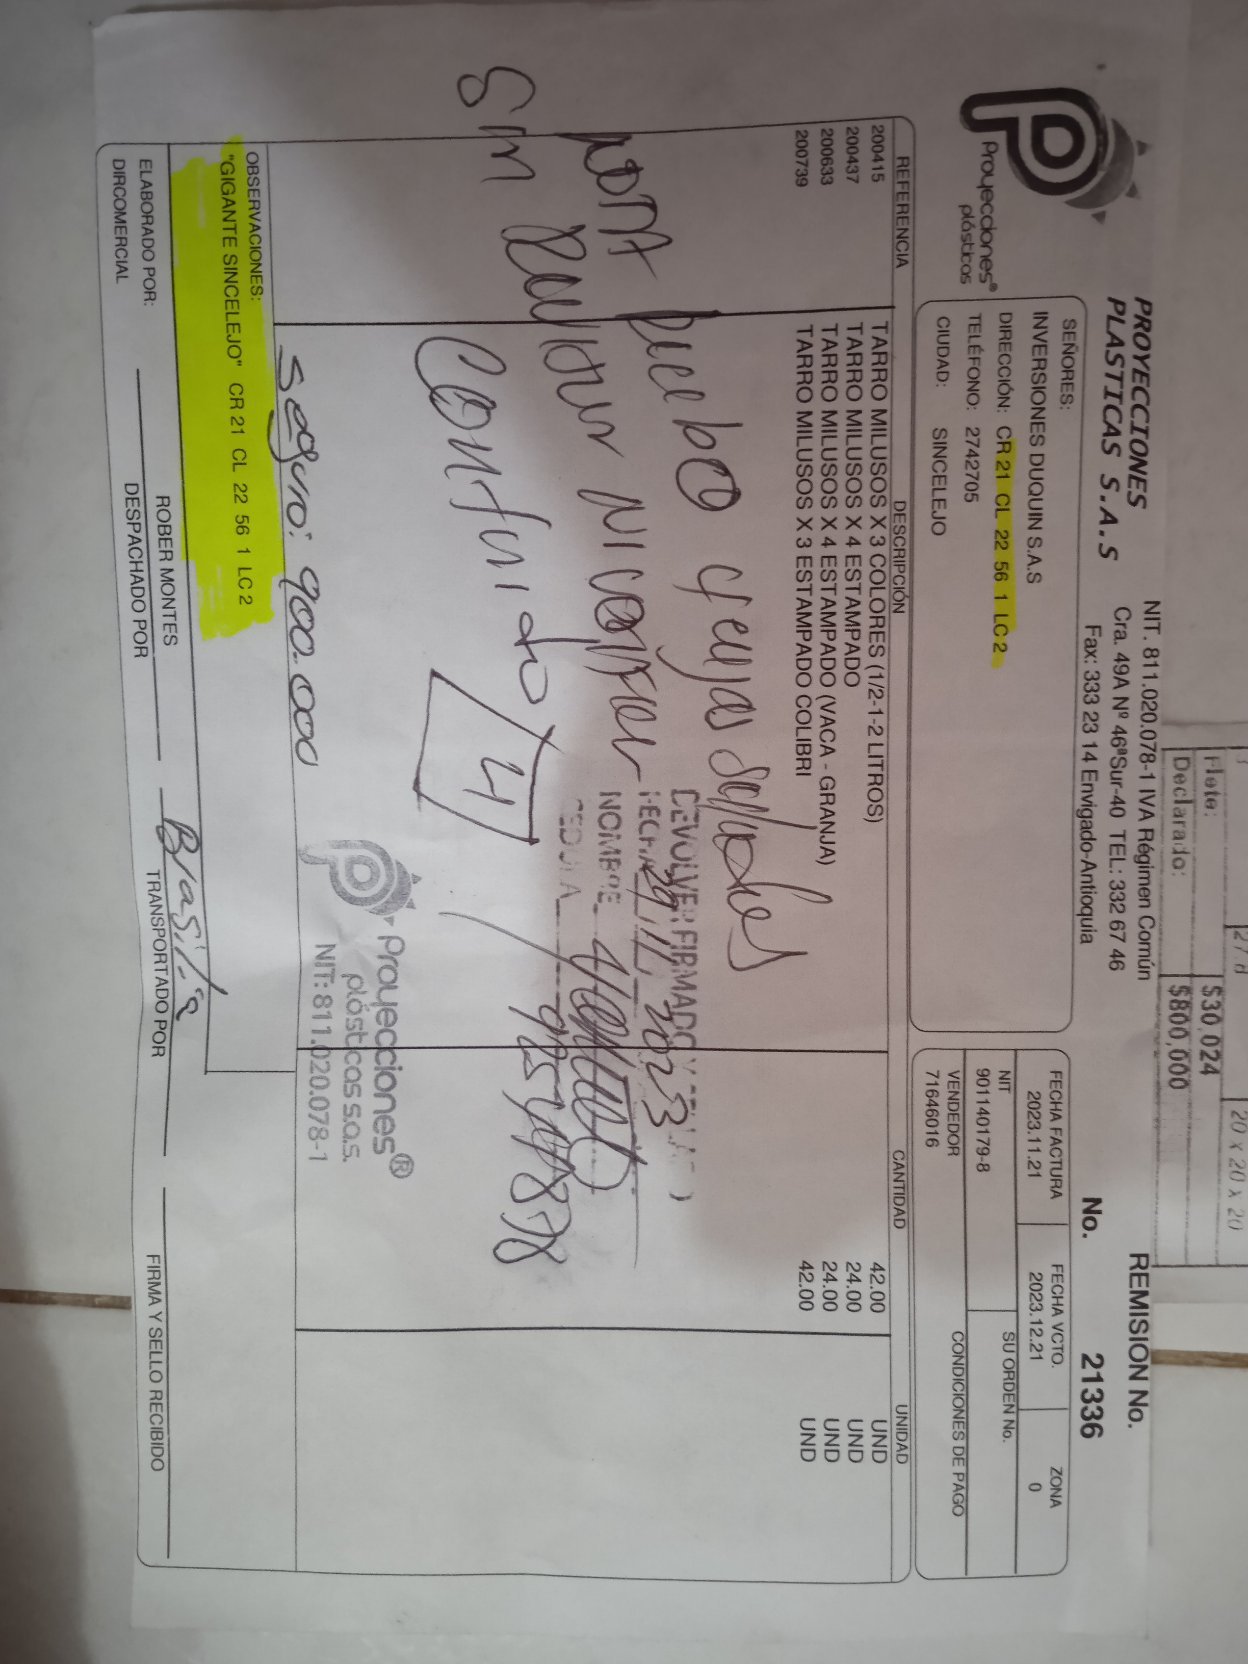 27 A
20 x 20 x 20
Flete: $30,024
Declarado: $800,000
Proyecciones®
plásticas
PROYECCIONES
PLASTICAS S.A.S
NIT. 811.020.078-1 IVA Régimen Común
Cra. 49A Nº 46ªSur-40 TEL: 332 67 46
Fax: 333 23 14 Envigado-Antioquia
REMISION No.
No. 21336
SEÑORES:
INVERSIONES DUQUIN S.A.S
DIRECCIÓN: CR 21 CL 22 56 1 LC 2
TELÉFONO: 2742705
CIUDAD: SINCELEJO
FECHA FACTURA FECHA VCTO. ZONA
2023.11.21 2023.12.21 0
NIT SU ORDEN No.
901140179-8
VENDEDOR CONDICIONES DE PAGO
71646016
REFERENCIA DESCRIPCIÓN CANTIDAD UNIDAD
200415 TARRO MILUSOS X 3 COLORES (1/2-1-2 LITROS) 42.00 UND
200437 TARRO MILUSOS X 4 ESTAMPADO 24.00 UND
200633 TARRO MILUSOS X 4 ESTAMPADO (VACA - GRANJA) 24.00 UND
200739 TARRO MILUSOS X 3 ESTAMPADO COLIBRI 42.00 UND
Recibo cajas selladas
sin revisar ni contar
contenido
4
DEVOLVER FIRMADO Y
FECHA 2023
NOMBRE
CEDULA
Proyecciones®
plásticas s.a.s.
NIT: 811.020.078-1
seguro: 900.000
OBSERVACIONES:
"GIGANTE SINCELEJO" CR 21 CL 22 56 1 LC 2
ROBER MONTES
Brasilia
ELABORADO POR: DESPACHADO POR TRANSPORTADO POR FIRMA Y SELLO RECIBIDO
DIRCOMERCIAL